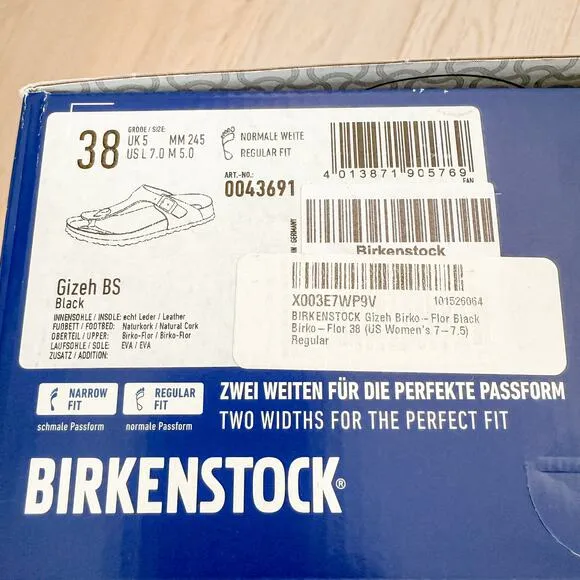 38
GRÖßE / SIZE
UK 5 MM 245
US L 7.0 M 5.0
NORMALE WEITE
REGULAR FIT
ART.-NO.:
0043691
4 013871 905769
FAN
IN GERMANY
Birkenstock
Gizeh BS
Black
INNENSOHLE / INSOLE: echt Leder / Leather
FUßBETT / FOOTBED: Naturkork / Natural Cork
OBERTEIL / UPPER: Birko-Flor / Birko-Flor
LAUFSOHLE / SOLE: EVA / EVA
ZUSATZ / ADDITION:
X003E7WP9V 101526064
BIRKENSTOCK Gizeh Birko-Flor Black
Birko-Flor 38 (US Women's 7-7.5)
Regular
NARROW
FIT
schmale Passform
REGULAR
FIT
normale Passform
ZWEI WEITEN FÜR DIE PERFEKTE PASSFORM
TWO WIDTHS FOR THE PERFECT FIT
BIRKENSTOCK®